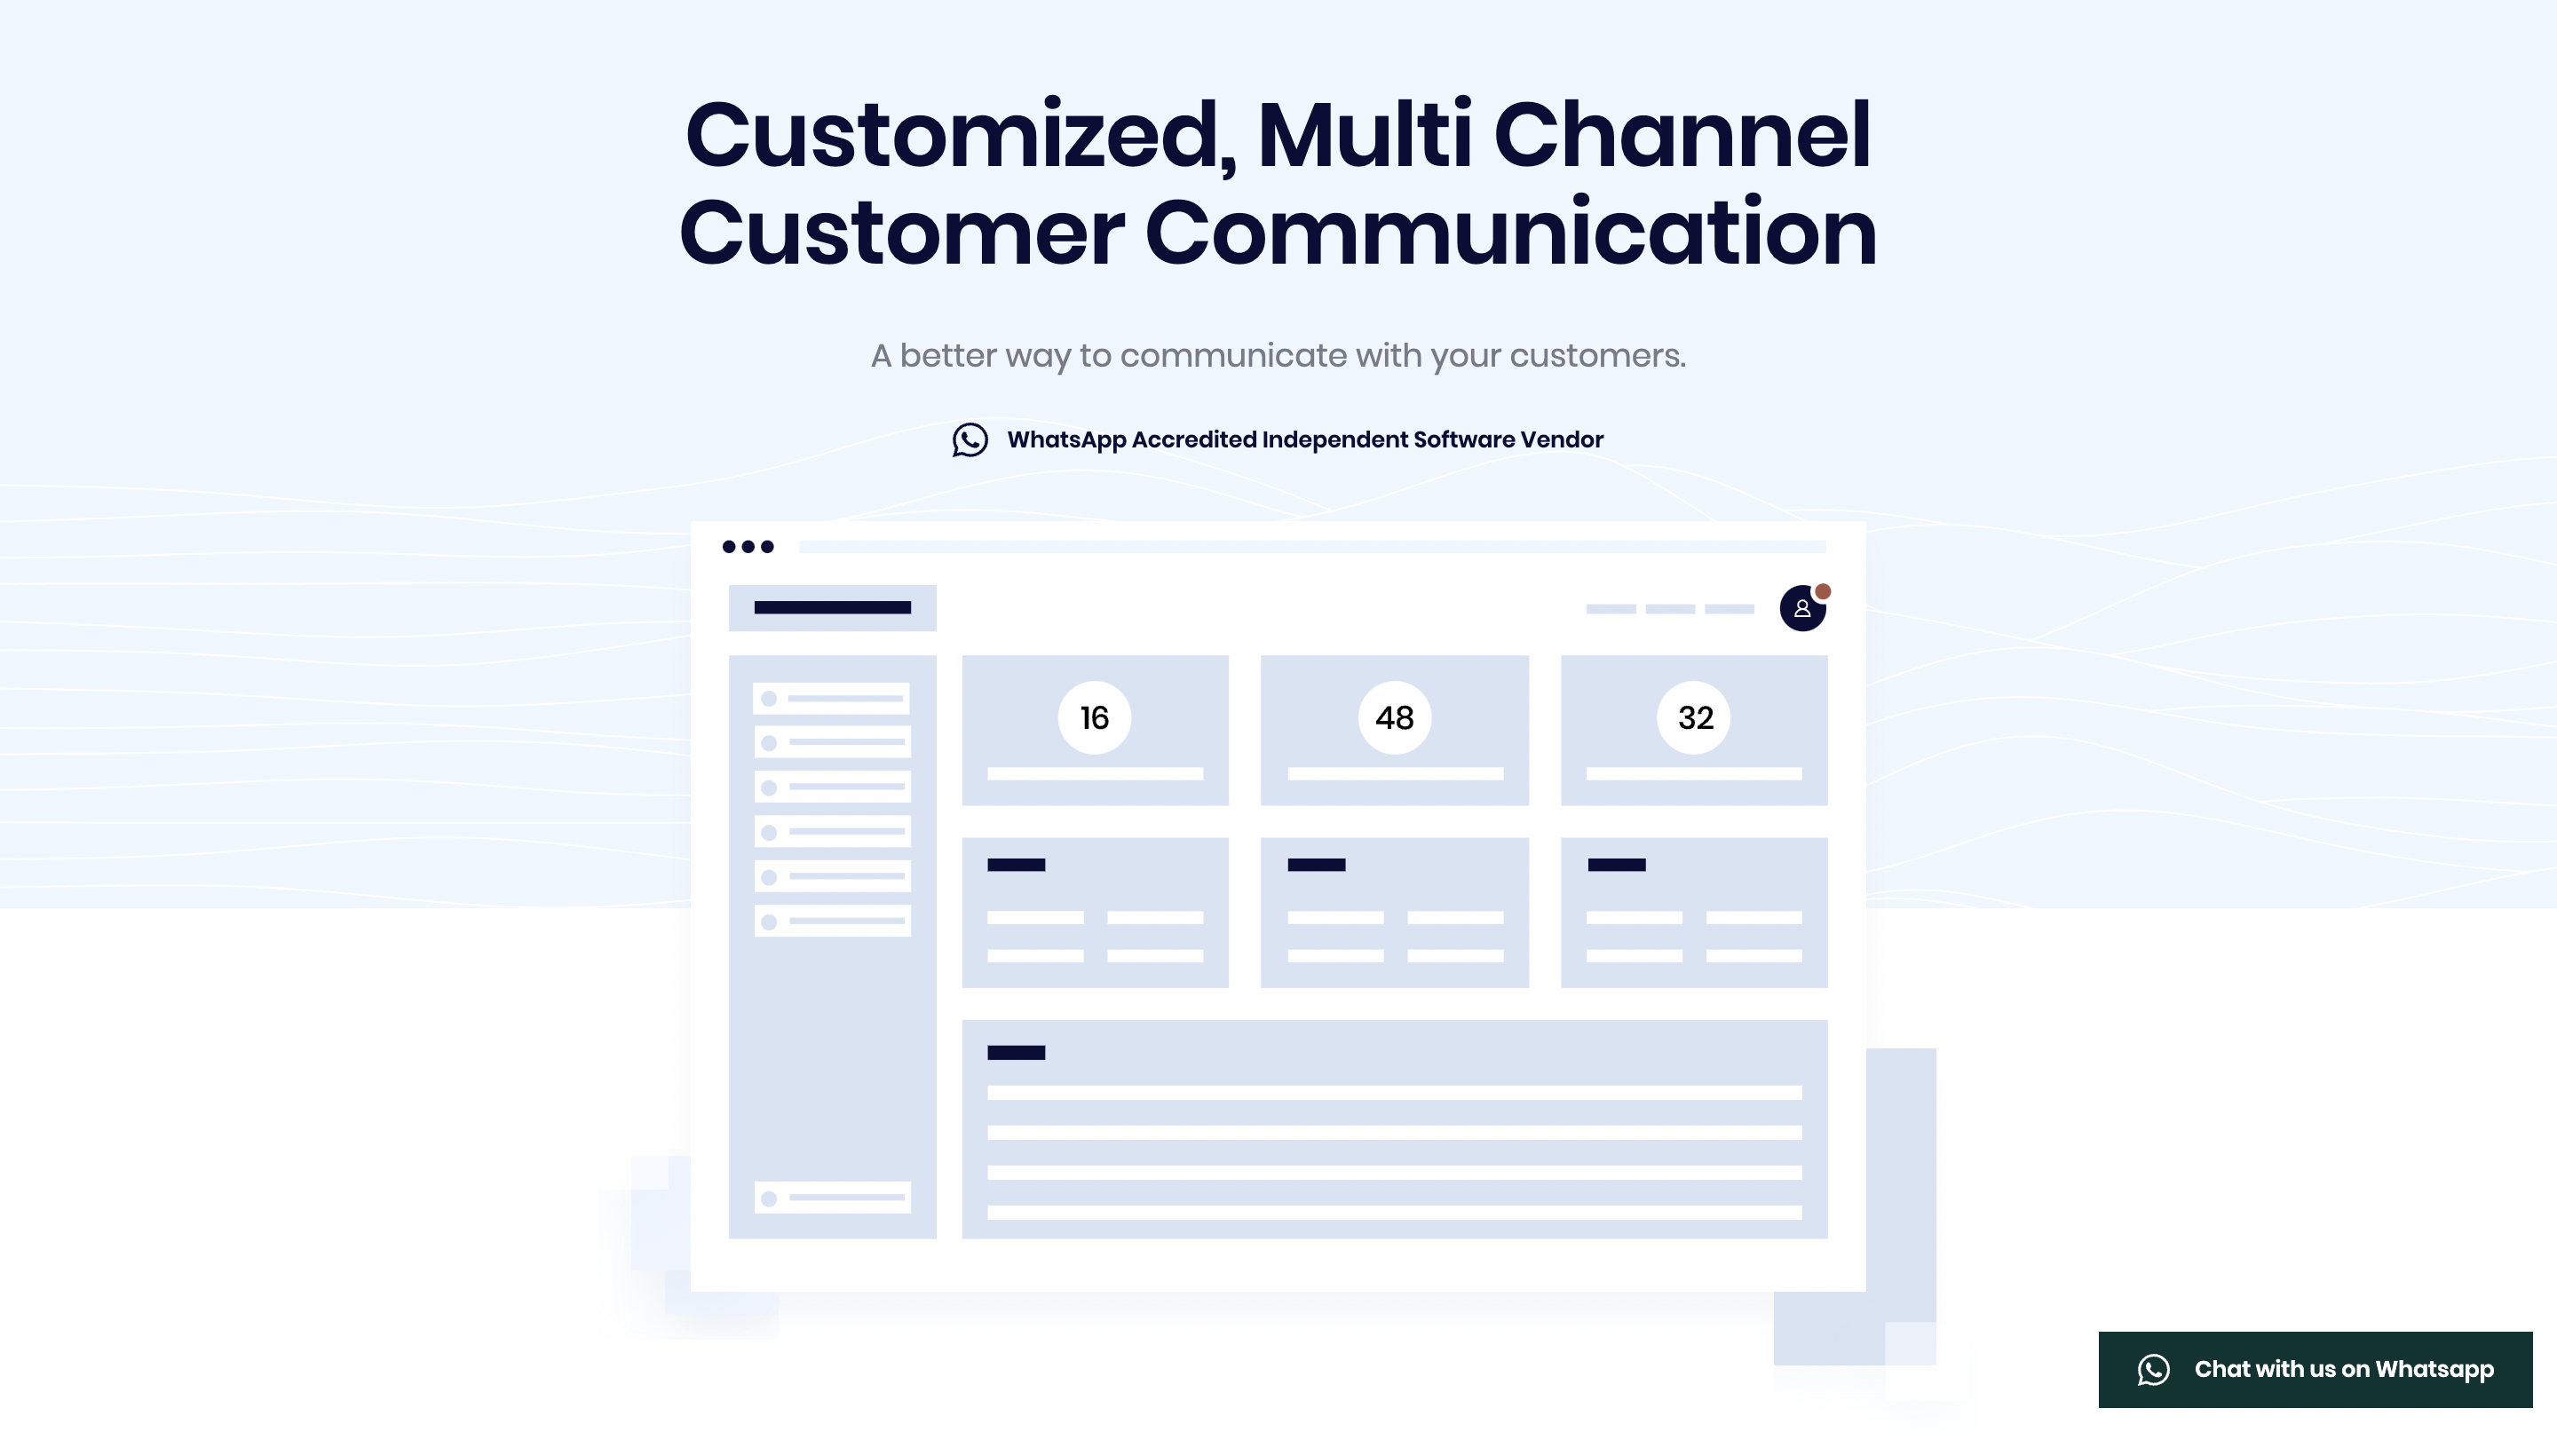 Customized, Multi Channel
Customer Communication
A better way to communicate with your customers.
WhatsApp Accredited Independent Software Vendor
16
48
32
Chat with us on Whatsapp